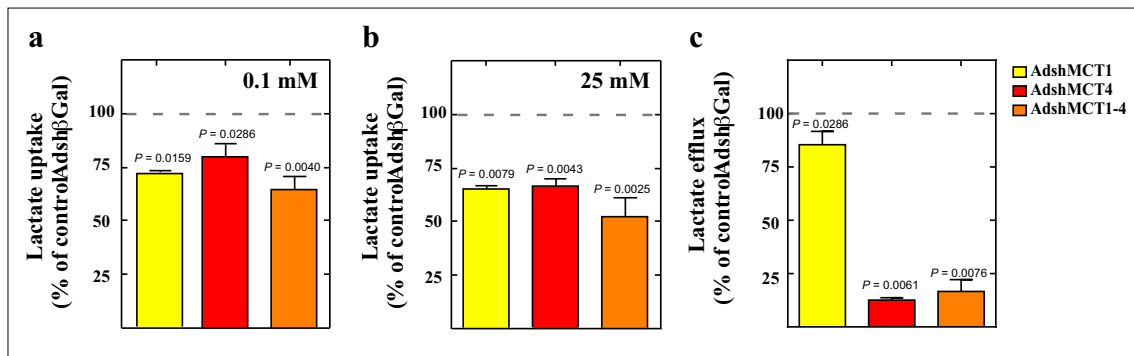 a
0.1 mM
Lactate uptake
(% of controlAdshβGal)
100
75
50
25
P = 0.0159
P = 0.0286
P = 0.0040
b
25 mM
Lactate uptake
(% of controlAdshβGal)
100
75
50
25
P = 0.0079
P = 0.0043
P = 0.0025
c
Lactate efflux
(% of controlAdshβGal)
100
75
50
25
P = 0.0286
P = 0.0061
P = 0.0076
AdshMCT1
AdshMCT4
AdshMCT1-4